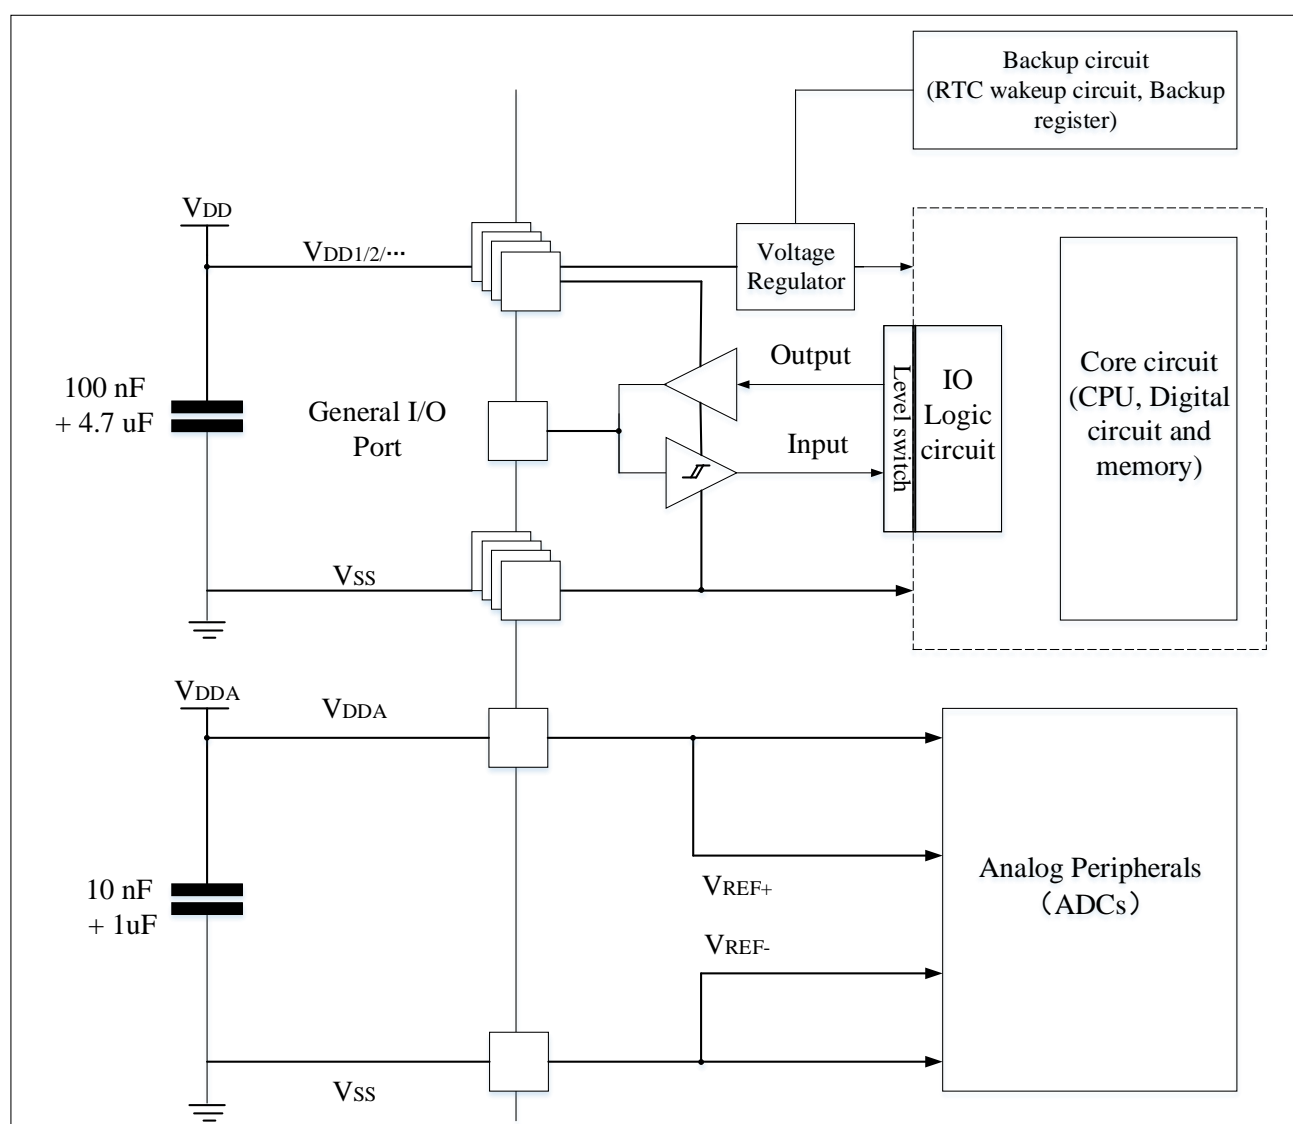 Backup circuit
(RTC wakeup circuit, Backup
register)
VDD
VDD1/2/···
Voltage
Regulator
100 nF
+ 4.7 uF
General I/O
Port
Output
Input
Level switch
IO
Logic
circuit
Core circuit
(CPU, Digital
circuit and
memory)
VSS
VDDA
VDDA
10 nF
+ 1uF
VREF+
VREF-
Analog Peripherals
（ADCs）
VSS